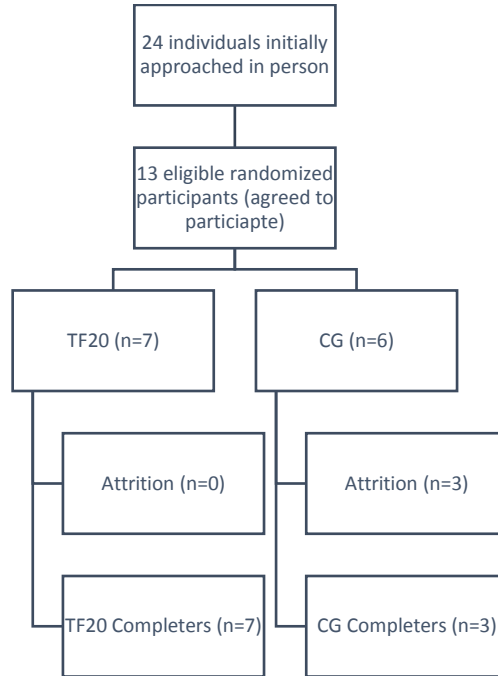 24 individuals initially
approached in person
13 eligible randomized
participants (agreed to
particiapte)
TF20 (n=7)
CG (n=6)
Attrition (n=0)
Attrition (n=3)
TF20 Completers (n=7)
CG Completers (n=3)